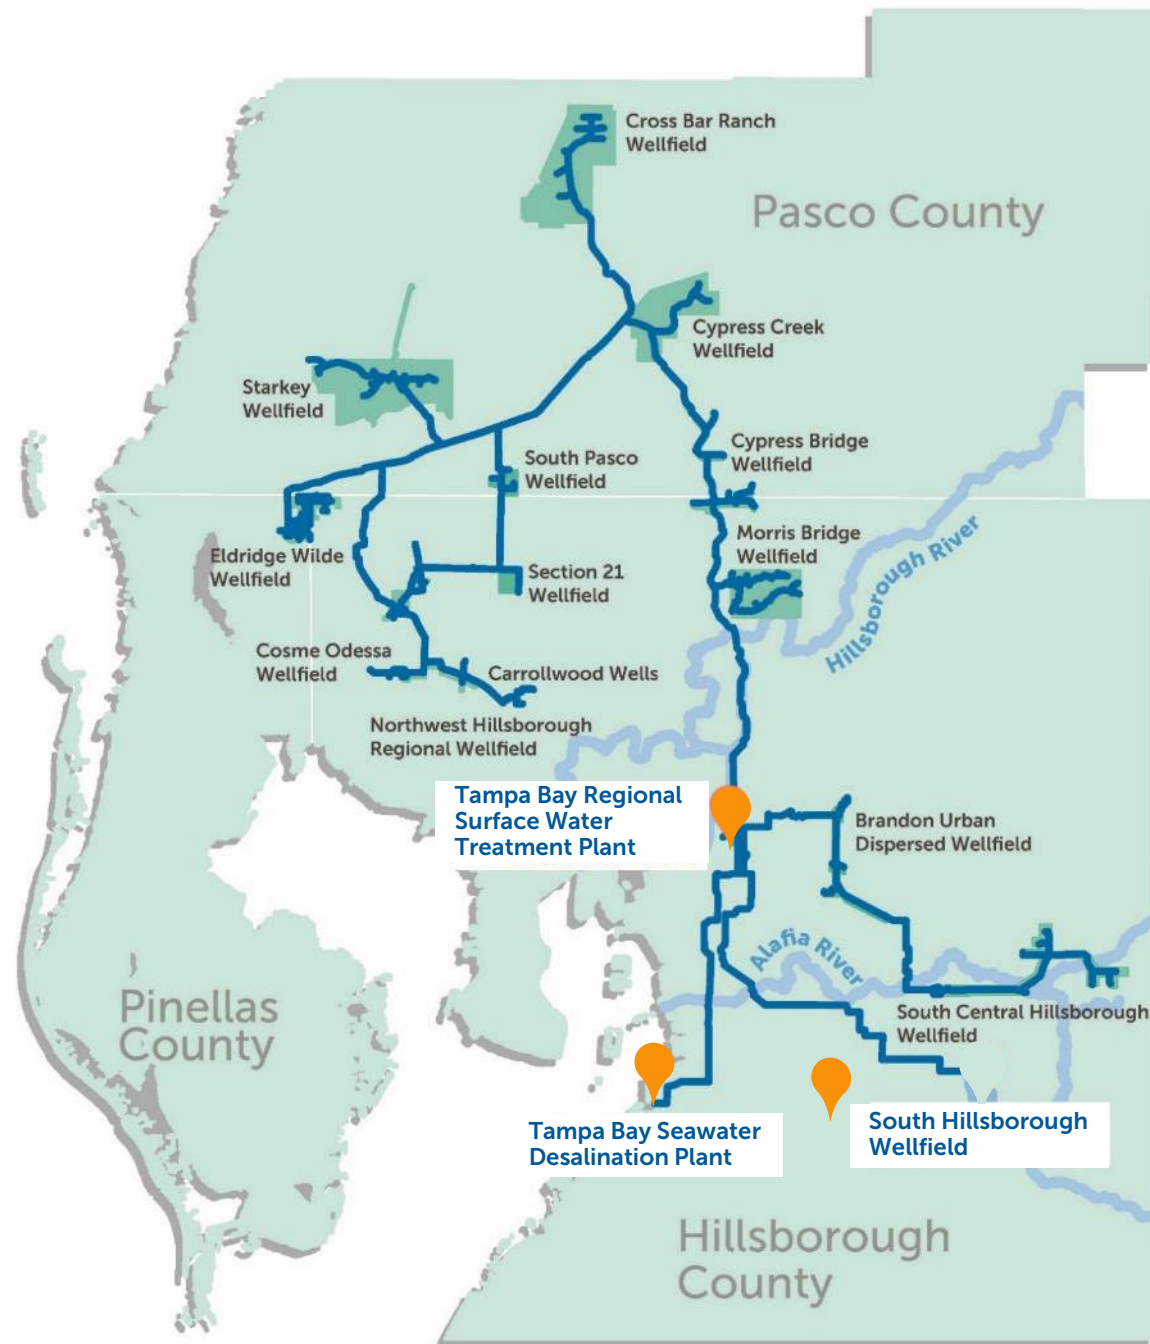 Cross Bar Ranch
Wellfield
Pasco County
Cypress Creek
Wellfield
Starkey
Wellfield
Cypress Bridge
Wellfield
South Pasco
Wellfield
Morris Bridge
Wellfield
Hillsborough River
Eldridge Wilde
Wellfield
Section 21
Wellfield
Cosme Odessa
Wellfield
Carrollwood Wells
Northwest Hillsborough
Regional Wellfield
Tampa Bay Regional
Surface Water
Treatment Plant
Brandon Urban
Dispersed Wellfield
Alafia River
Pinellas
County
South Central Hillsborough
Wellfield
Tampa Bay Seawater
Desalination Plant
South Hillsborough
Wellfield
Hillsborough
County